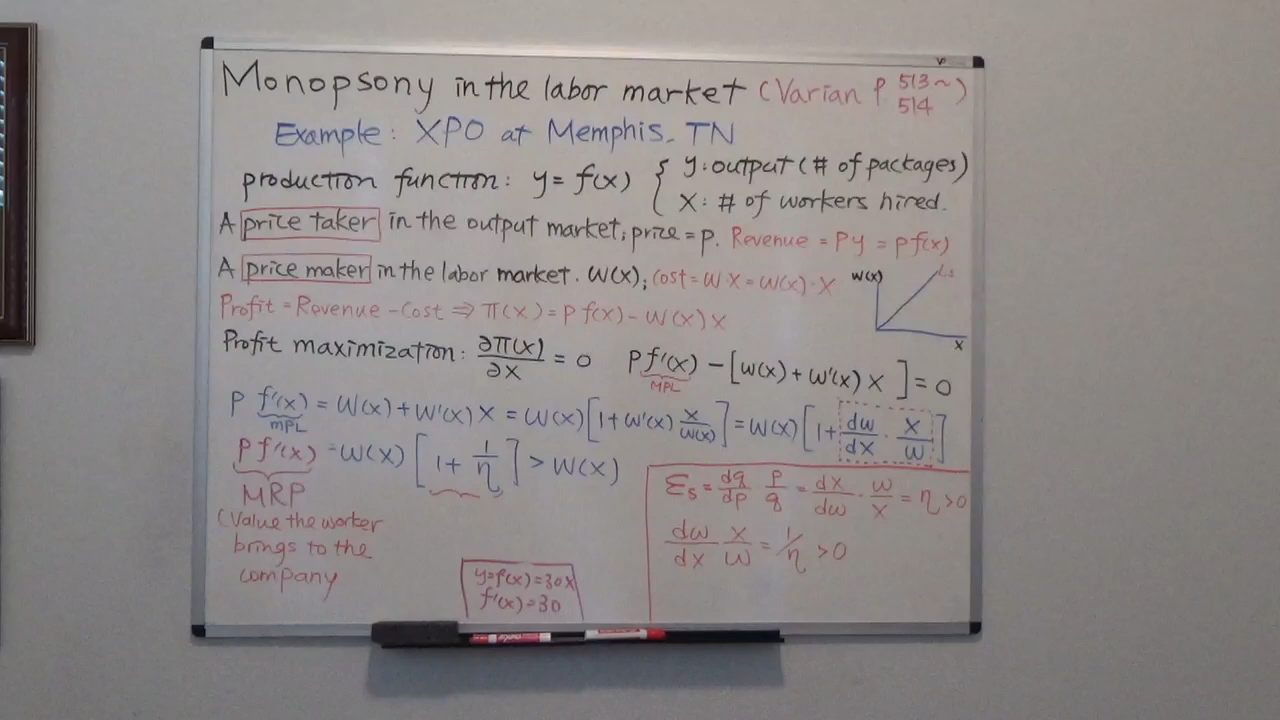 Monopsony in the labor market (Varian P. 513~
514)
Example: XPO at Memphis, TN
production function: y = f(x) { y: output (# of packages)
x: # of workers hired.
A price taker in the output market; price = p. Revenue = Py = pf(x)
A price maker in the labor market. W(x); Cost = W·X = W(x)·X
W(x) Ls
x
Profit = Revenue - Cost ⇒ π(x) = P f(x) - W(x) X
Profit maximization: ∂π(x)/∂x = 0 P f'(x) - [W(x) + W'(x) X] = 0
MPL
P f'(x) = W(x) + W'(x) X = W(x) [1 + W'(x) X/W(x)] = W(x) [1 + dw/dx · X/W]
MPL
P f'(x) = W(x) [1 + 1/η] > W(x)
MRP
(Value the worker
brings to the
company
Ɛs = dq/dp P/q = dx/dw · w/x = η > 0
dw/dx X/W = 1/η > 0
y=f(x)=30x
f'(x)=30